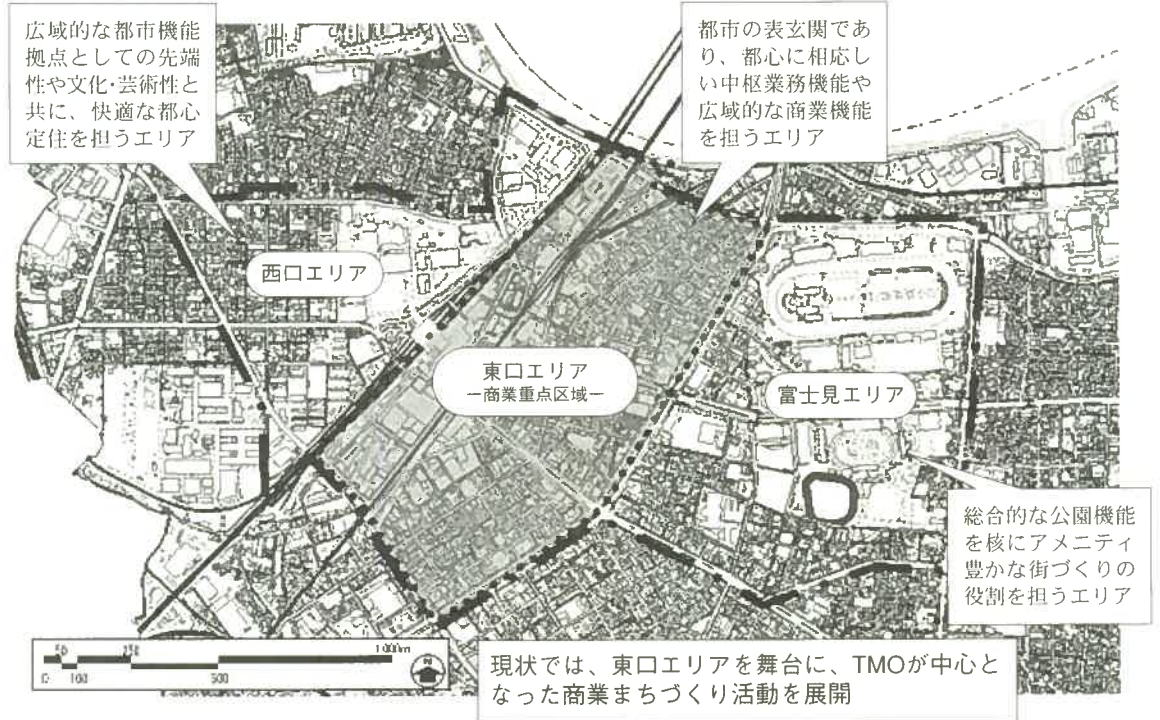 広域的な都市機能
拠点としての先端
性や文化・芸術性と
共に、快適な都心
定住を担うエリア
都市の表玄関であ
り、都心に相応し
い中枢業務機能や
広域的な商業機能
を担うエリア
西口エリア
東口エリア
ー商業重点区域ー
富士見エリア
総合的な公園機能
を核にアメニティ
豊かな街づくりの
役割を担うエリア
50 250 1000m
0 100 500
N
現状では、東口エリアを舞台に、TMOが中心と
なった商業まちづくり活動を展開